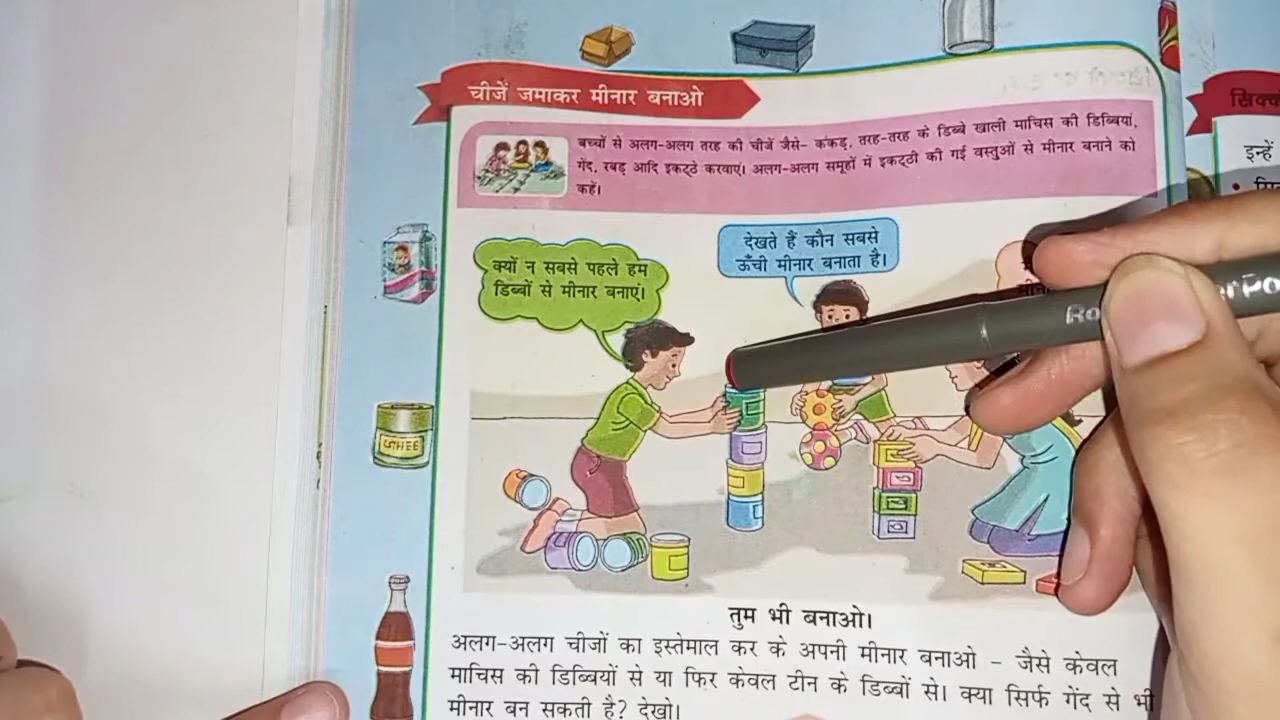 चीजें जमाकर मीनार बनाओ
बच्चों से अलग-अलग तरह की चीजें जैसे- कंकड़, तरह-तरह के डिब्बे खाली माचिस की डिब्बियां,
गेंद, रबड़ आदि इकट्ठे करवाएं। अलग-अलग समूहों में इकट्ठी की गई वस्तुओं से मीनार बनाने को
कहें।
क्यों न सबसे पहले हम
डिब्बों से मीनार बनाएं।
देखते हैं कौन सबसे
ऊँची मीनार बनाता है।
GHEE
तुम भी बनाओ।
अलग-अलग चीजों का इस्तेमाल कर के अपनी मीनार बनाओ - जैसे केवल
माचिस की डिब्बियों से या फिर केवल टीन के डिब्बों से। क्या सिर्फ गेंद से भी
मीनार बन सकती है? देखो।
इन्हें